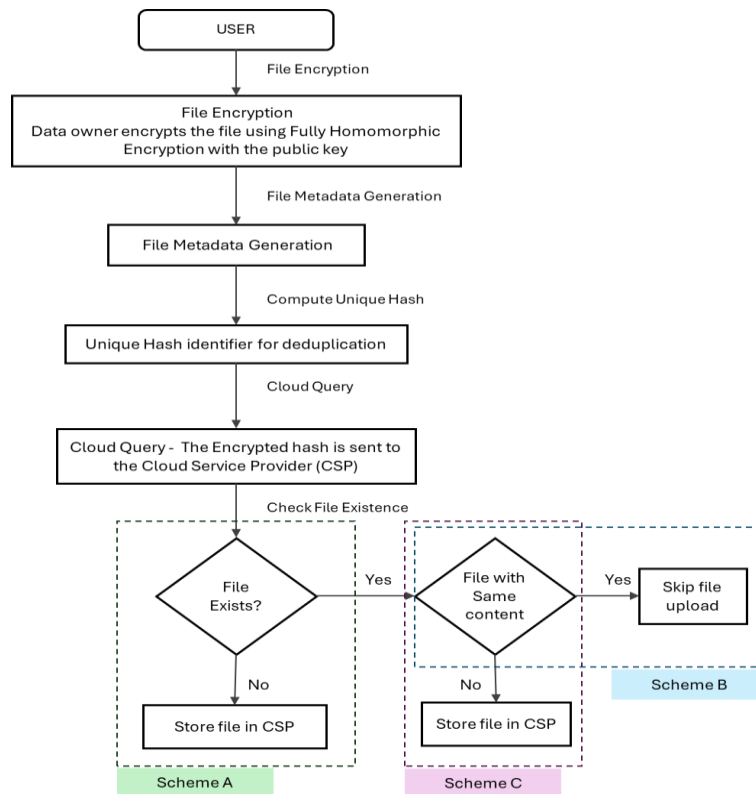 USER
File Encryption
File Encryption
Data owner encrypts the file using Fully Homomorphic
Encryption with the public key
File Metadata Generation
File Metadata Generation
Compute Unique Hash
Unique Hash identifier for deduplication
Cloud Query
Cloud Query - The Encrypted hash is sent to
the Cloud Service Provider (CSP)
Check File Existence
File
Exists?
Yes
File with
Same
content
Yes
Skip file
upload
No
Store file in CSP
No
Store file in CSP
Scheme B
Scheme A
Scheme C